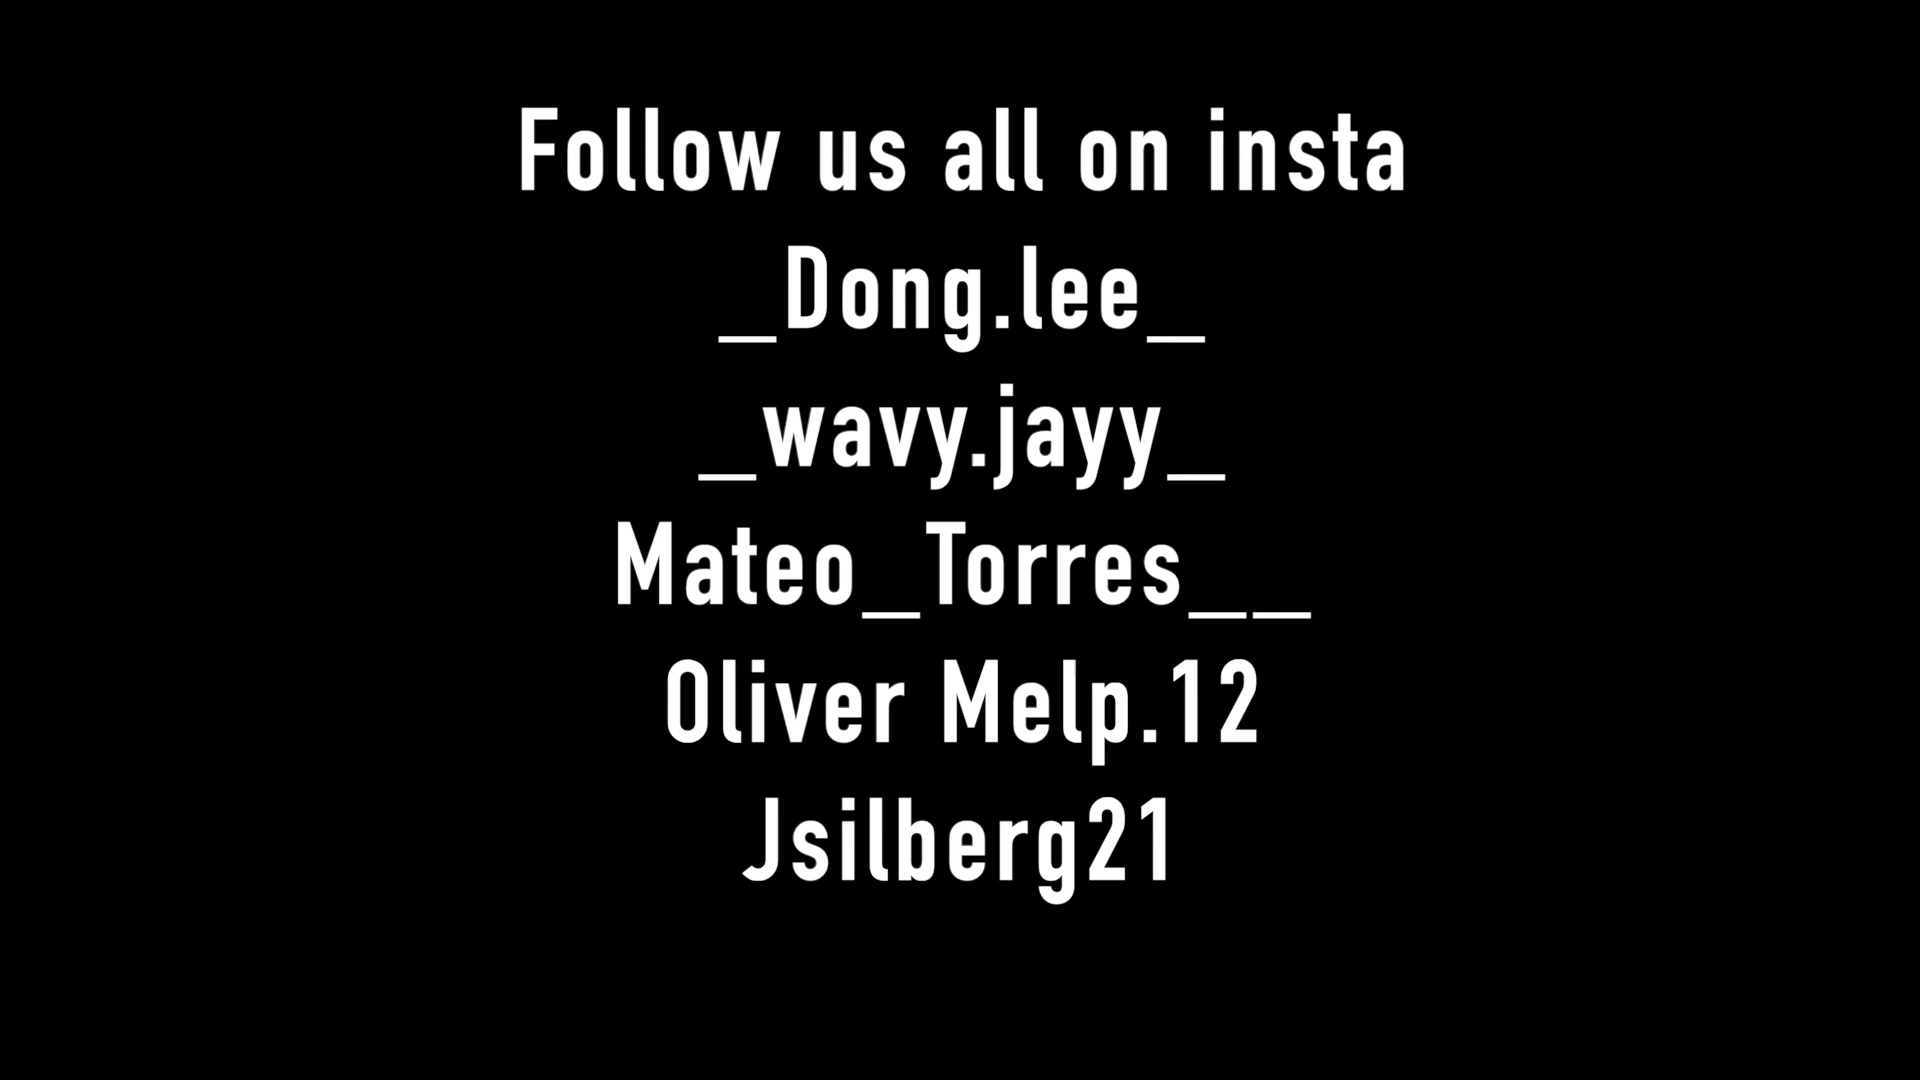 Follow us all on insta
_Dong.lee_
_wavy.jayy_
Mateo_Torres__
Oliver Melp.12
Jsilberg21